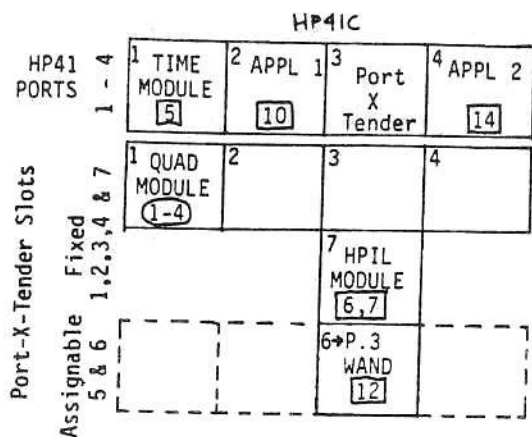 HP41C
HP41
PORTS
1 - 4
1 TIME
MODULE
5
2 APPL 1
10
3 Port
X
Tender
4 APPL 2
14
Port-X-Tender Slots
Fixed
1,2,3,4 & 7
1 QUAD
MODULE
1-4
2
3
4
7 HPIL
MODULE
6,7
Assignable
5 & 6
6→P.3
WAND
12